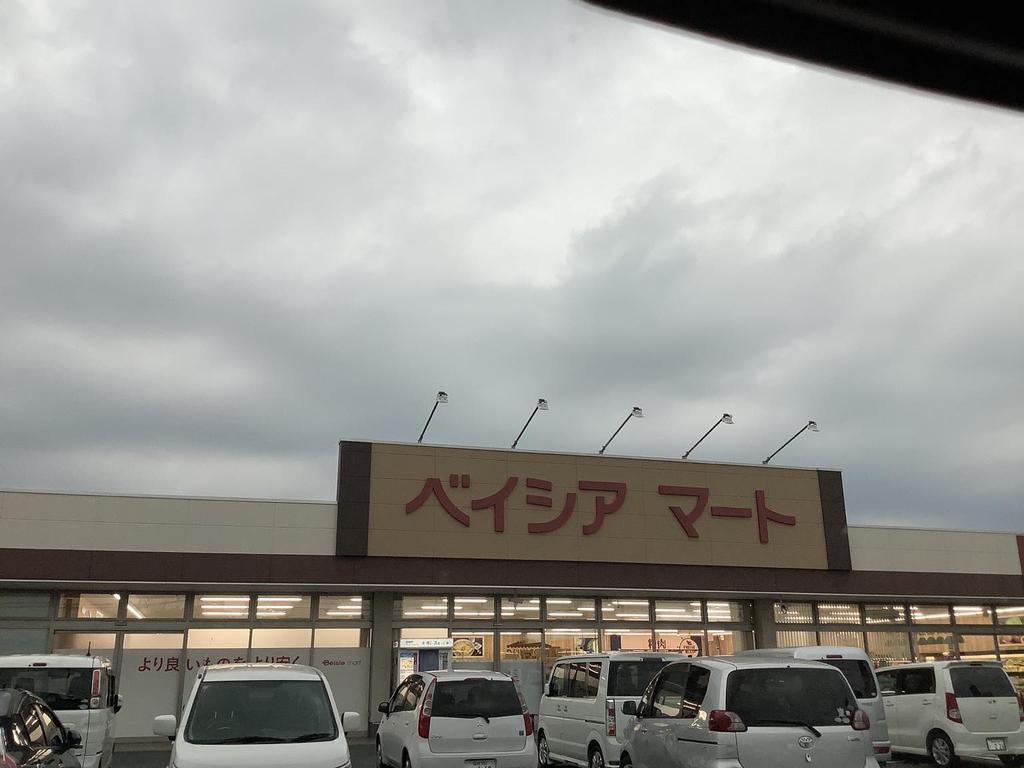 ベイシア マート
より良いものをより安く
Beisia mart
肉